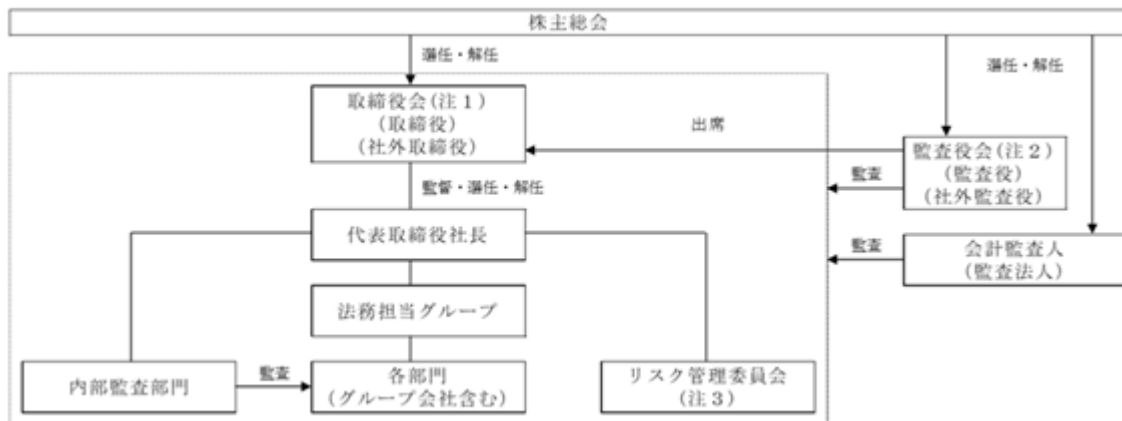 株主総会
選任・解任
選任・解任
取締役会(注1)
(取締役)
(社外取締役)
出席
監査役会(注2)
(監査役)
(社外監査役)
監査
監督・選任・解任
代表取締役社長
監査
会計監査人
(監査法人)
法務担当グループ
内部監査部門
監査
各部門
(グループ会社含む)
リスク管理委員会
(注3)